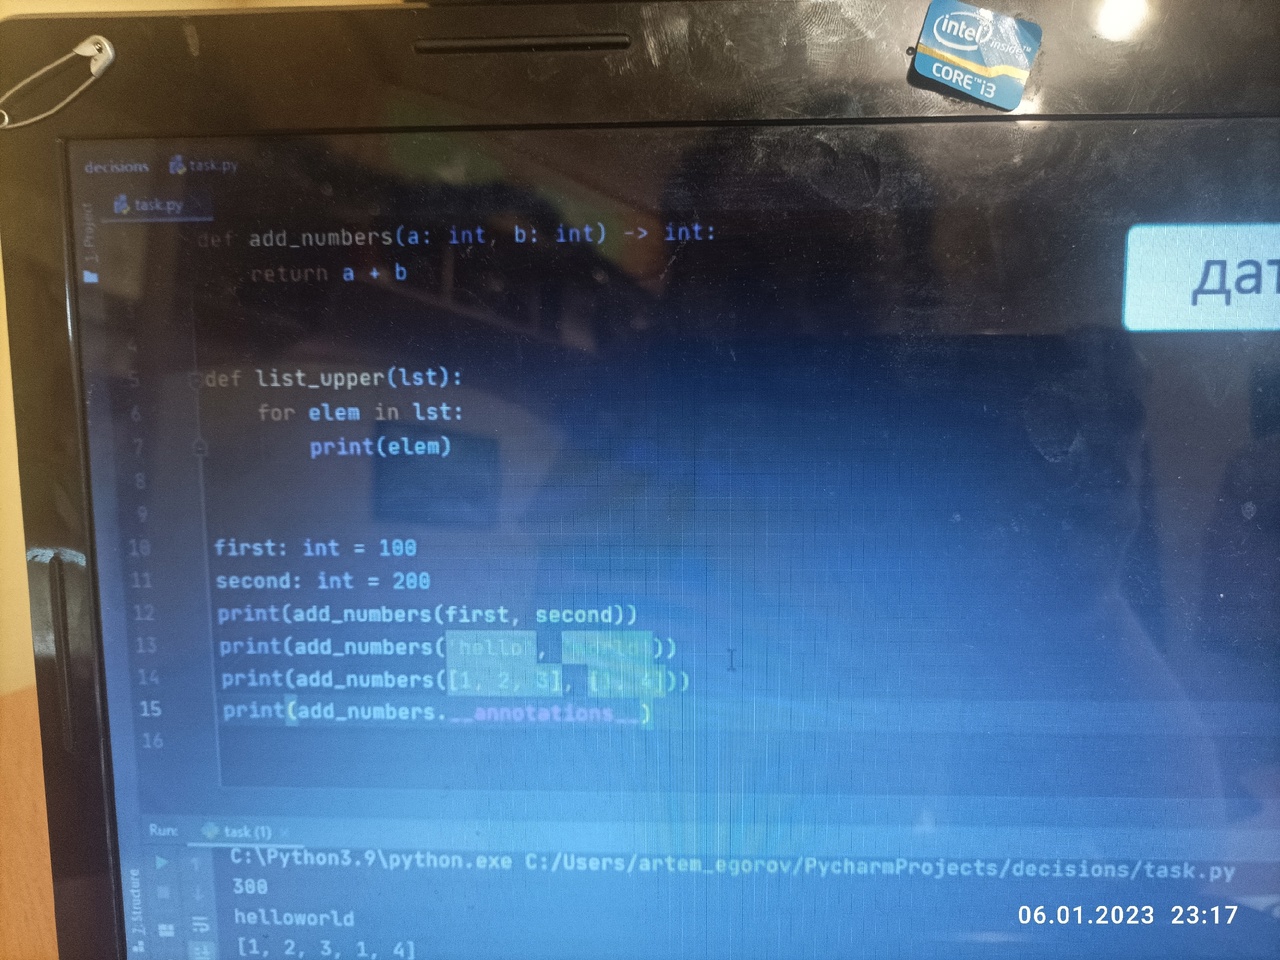 intel inside™
CORE™i3
decisions task.py
task.py
1: Project
def add_numbers(a: int, b: int) -> int:
return a + b
дат
4
5 def list_upper(lst):
6 for elem in lst:
7 print(elem)
8
9
10 first: int = 100
11 second: int = 200
12 print(add_numbers(first, second))
13 print(add_numbers('hello', 'world'))
14 print(add_numbers([1, 2, 3], [1, 4]))
15 print(add_numbers.__annotations__)
16
Run: task (1)
C:\Python3.9\python.exe C:/Users/artem_egorov/PycharmProjects/decisions/task.py
300
helloworld
[1, 2, 3, 1, 4]
7: Structure
06.01.2023 23:17